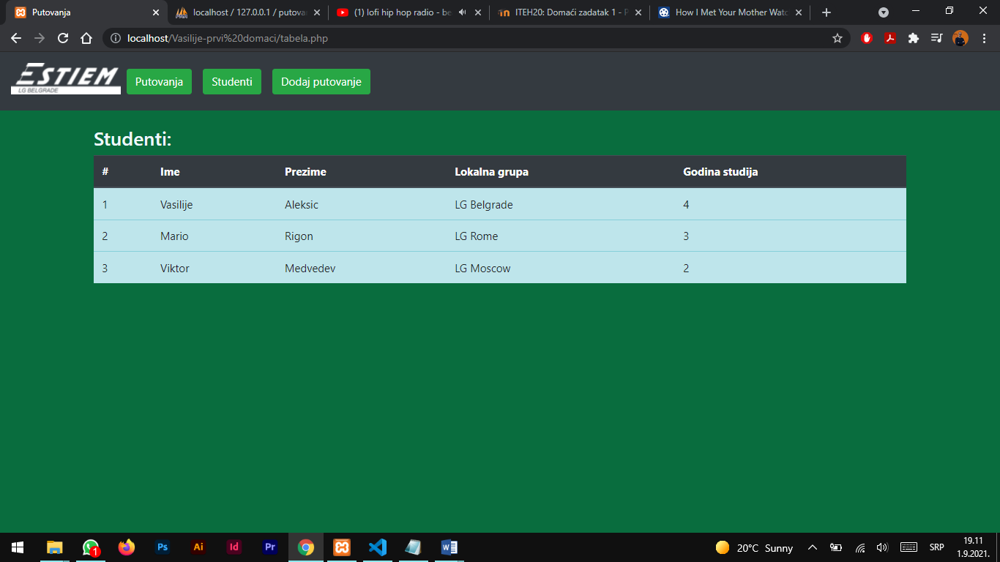 Putovanja
localhost / 127.0.0.1 / putova
(1) lofi hip hop radio - be
ITEH20: Domaći zadatak 1 - P
How I Met Your Mother Wat
localhost/Vasilije-prvi%20domaci/tabela.php
ESTIEM
LG BELGRADE
Putovanja
Studenti
Dodaj putovanje
Studenti:
# Ime Prezime Lokalna grupa Godina studija
1 Vasilije Aleksic LG Belgrade 4
2 Mario Rigon LG Rome 3
3 Viktor Medvedev LG Moscow 2
1
Ps
Ai
Id
Pr
20°C Sunny
SRP
19.11
1.9.2021.